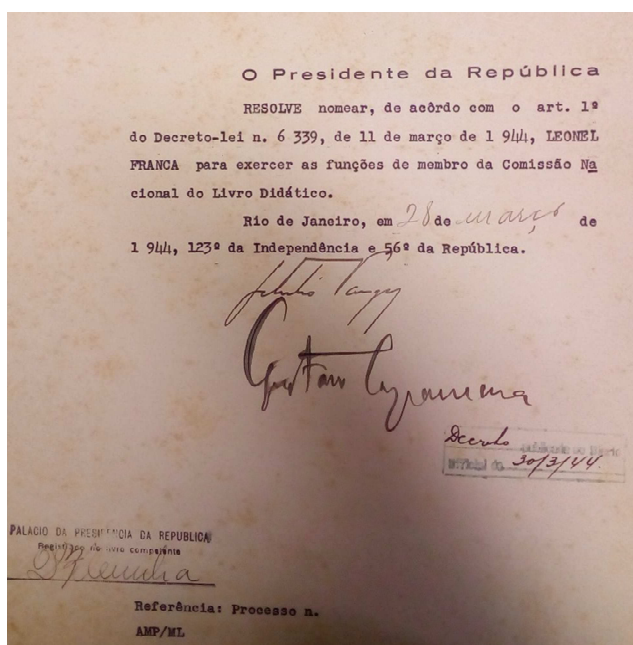 O Presidente da República
RESOLVE nomear, de acôrdo com o art. 1º
do Decreto-lei n. 6 339, de 11 de março de 1 944, LEONEL
FRANCA para exercer as funções de membro da Comissão Na
cional do Livro Didático.
Rio de Janeiro, em 28 de março de
1 944, 123º da Independência e 56º da República.
Getulio Vargas
Gustavo Capanema
Decreto
Oficial de 30/3/44.
PALACIO DA PRESIDENCIA DA REPUBLICA
Registrado no livro competente
Referência: Processo n.
AMP/ML